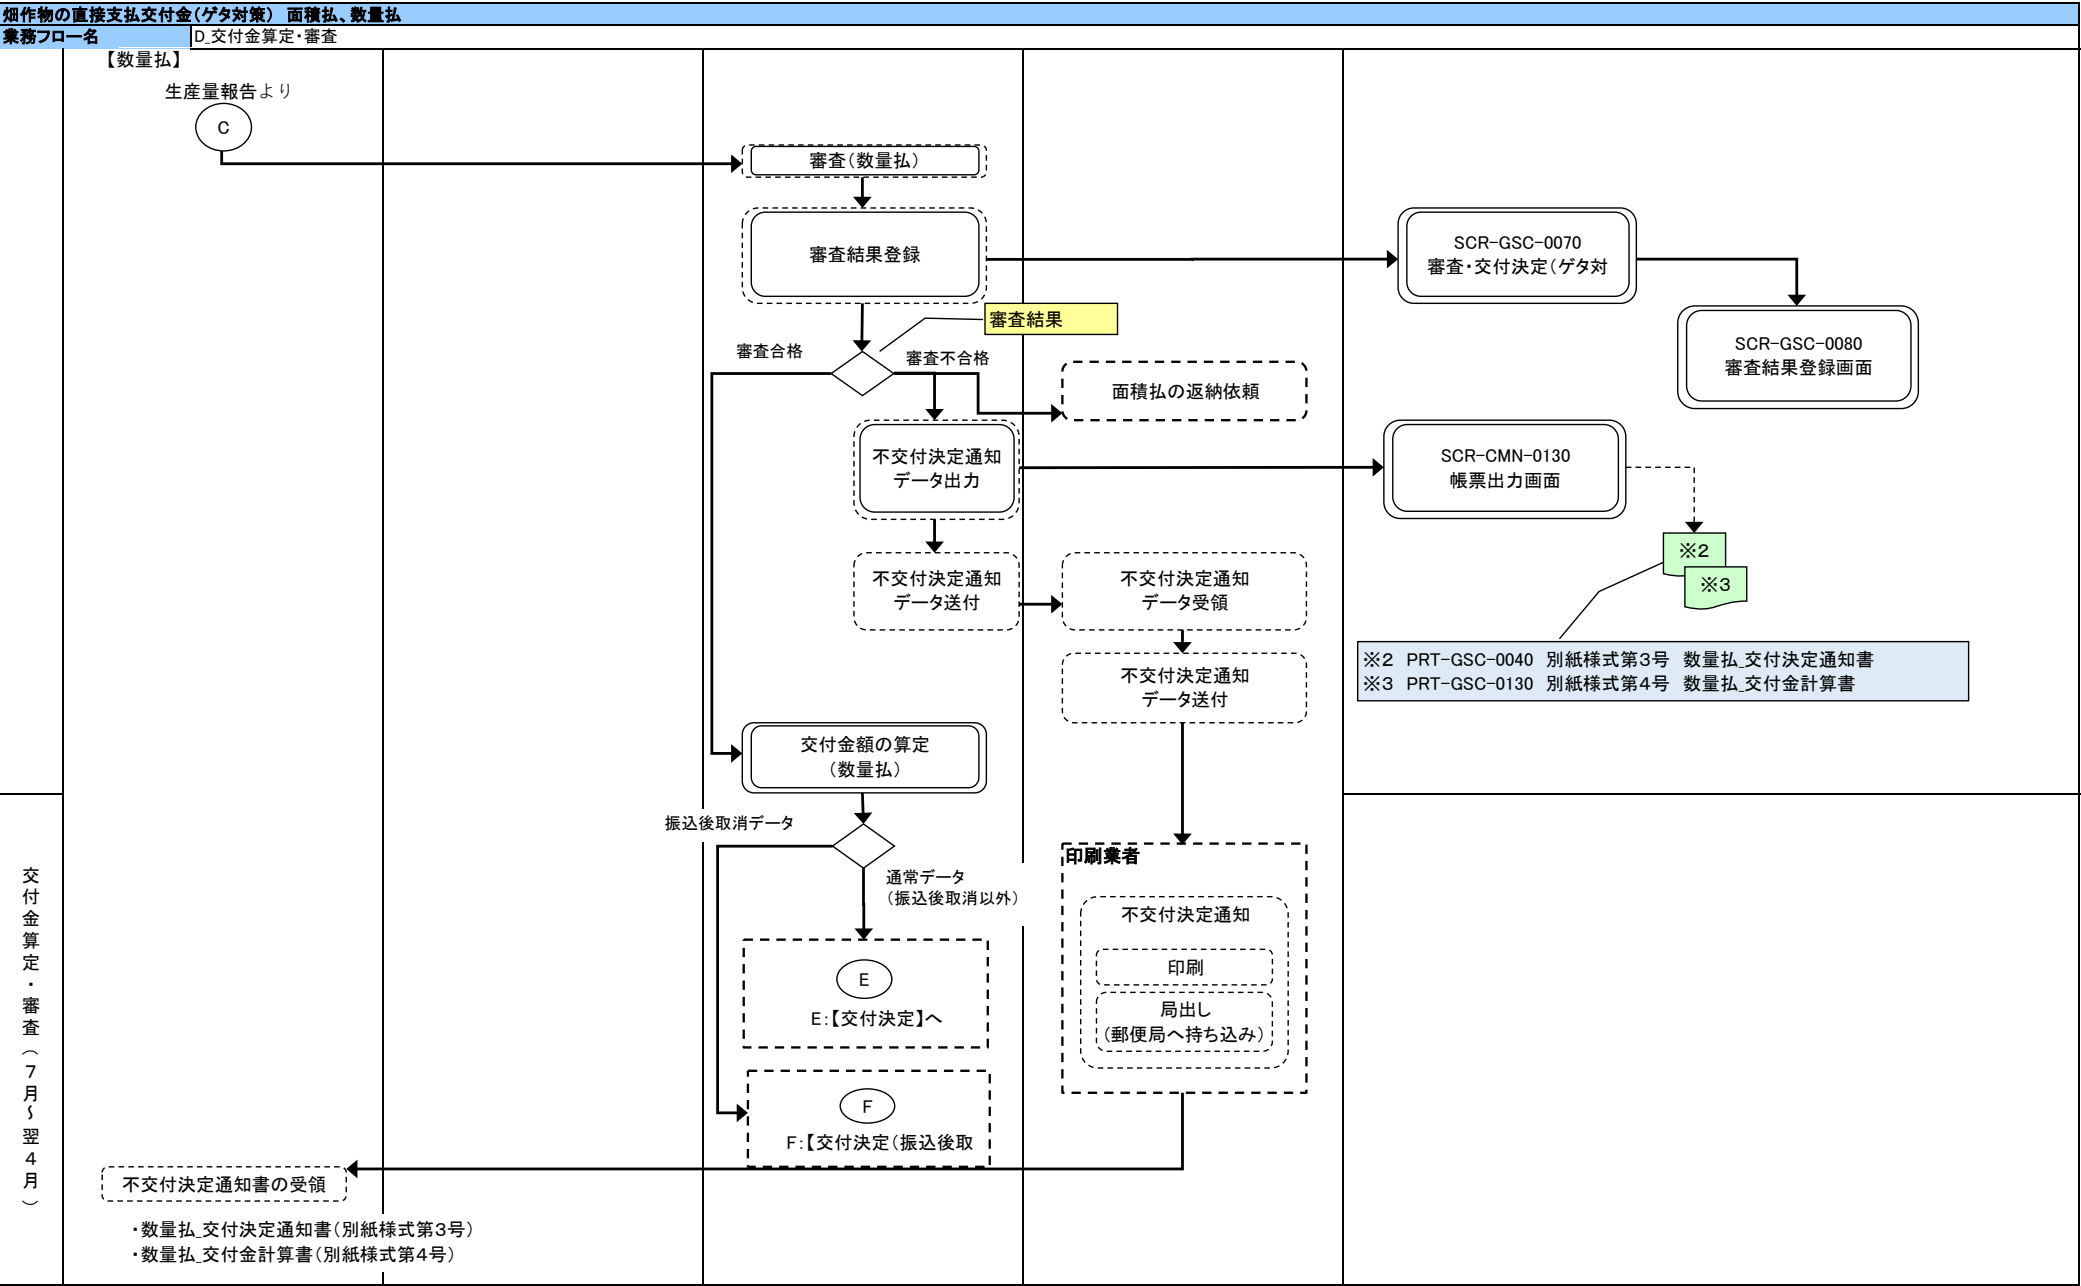 畑作物の直接支払交付金（ゲタ対策）　面積払、数量払
業務フロー名
D_交付金算定・審査
【数量払】
生産量報告より
C
審査（数量払）
審査結果登録
SCR-GSC-0070
審査・交付決定（ゲタ対
審査結果
SCR-GSC-0080
審査結果登録画面
審査合格
審査不合格
面積払の返納依頼
不交付決定通知
データ出力
SCR-CMN-0130
帳票出力画面
※2
※3
不交付決定通知
データ送付
不交付決定通知
データ受領
※2　PRT-GSC-0040　別紙様式第3号　数量払_交付決定通知書
※3　PRT-GSC-0130　別紙様式第4号　数量払_交付金計算書
不交付決定通知
データ送付
交付金額の算定
（数量払）
振込後取消データ
通常データ
（振込後取消以外）
印刷業者
不交付決定通知
印刷
局出し
（郵便局へ持ち込み）
E
E:【交付決定】へ
F
F:【交付決定（振込後取
交付金算定・審査（7月～翌4月）
不交付決定通知書の受領
・数量払_交付決定通知書（別紙様式第3号）
・数量払_交付金計算書（別紙様式第4号）